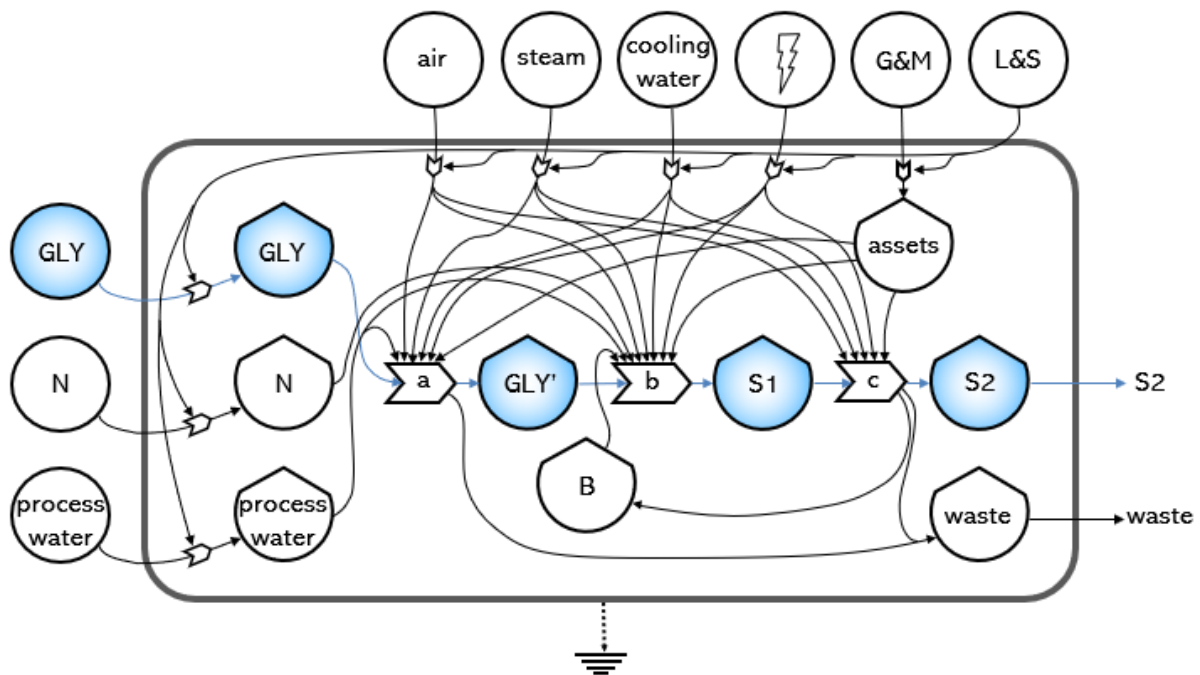 air
steam
cooling
water
G&M
L&S
GLY
GLY
assets
N
N
a
GLY'
b
S1
c
S2
S2
process
water
process
water
B
waste
waste